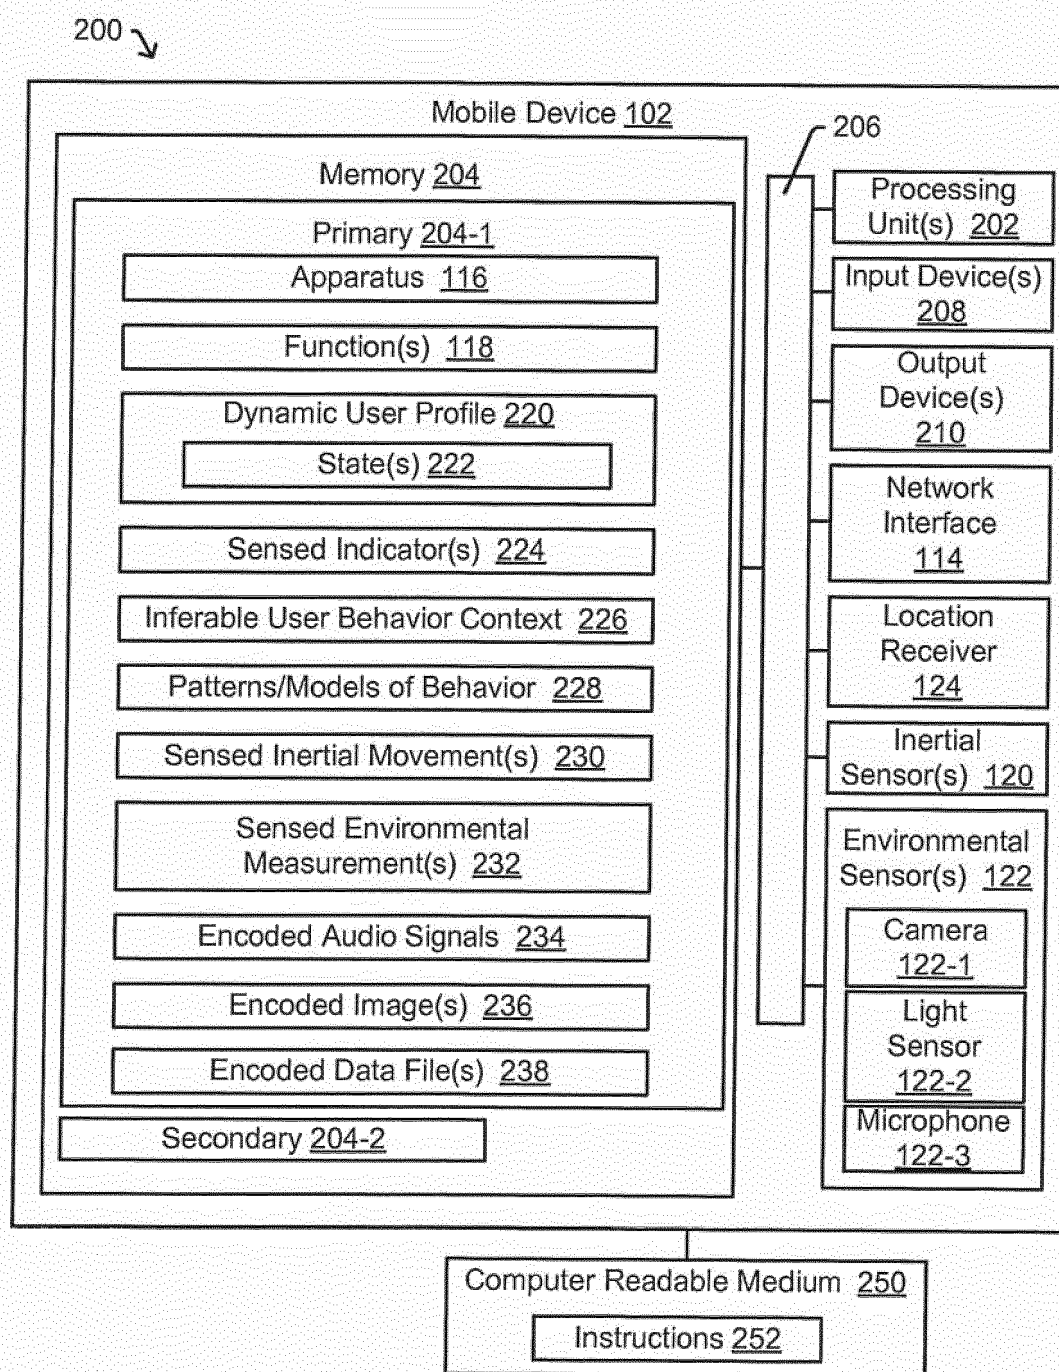 200
Mobile Device 102
206
Memory 204
Primary 204-1
Apparatus 116
Function(s) 118
Dynamic User Profile 220
State(s) 222
Sensed Indicator(s) 224
Inferable User Behavior Context 226
Patterns/Models of Behavior 228
Sensed Inertial Movement(s) 230
Sensed Environmental
Measurement(s) 232
Encoded Audio Signals 234
Encoded Image(s) 236
Encoded Data File(s) 238
Secondary 204-2
Processing
Unit(s) 202
Input Device(s)
208
Output
Device(s)
210
Network
Interface
114
Location
Receiver
124
Inertial
Sensor(s) 120
Environmental
Sensor(s) 122
Camera
122-1
Light
Sensor
122-2
Microphone
122-3
Computer Readable Medium 250
Instructions 252